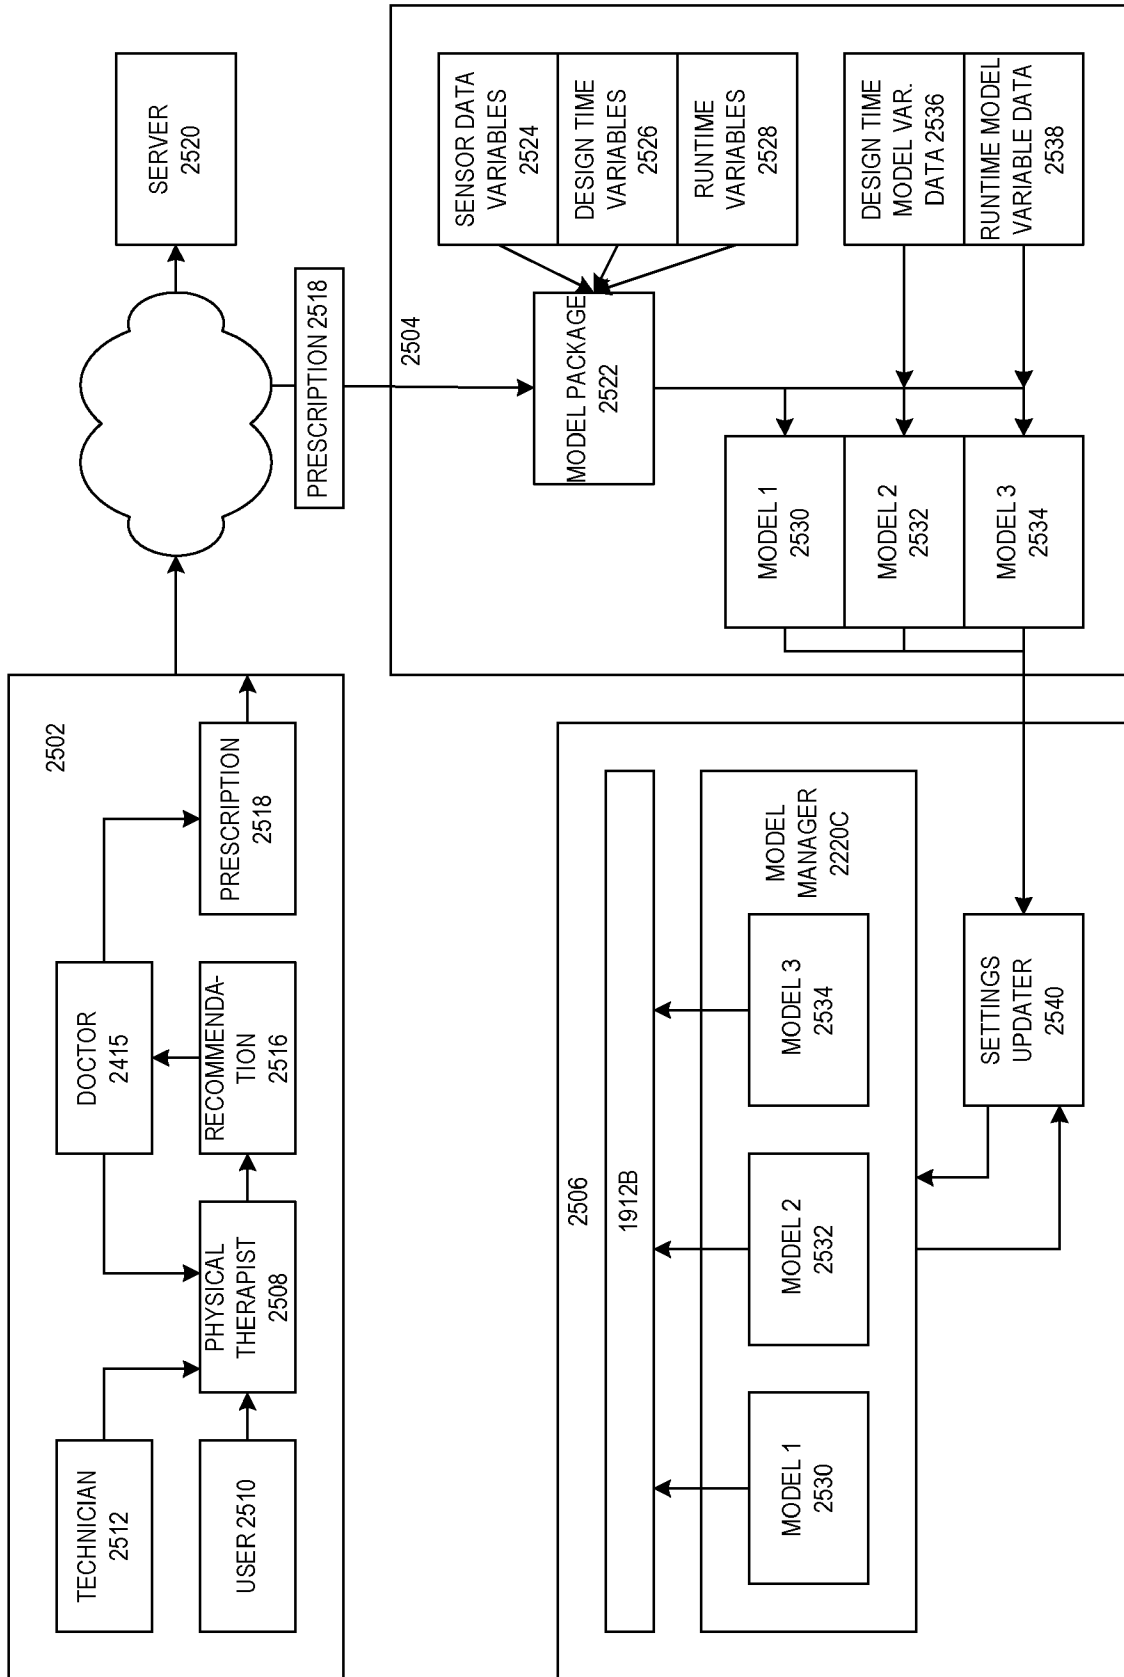 2502
TECHNICIAN
2512
USER 2510
PHYSICAL
THERAPIST
2508
DOCTOR
2415
RECOMMENDA-
TION
2516
PRESCRIPTION
2518
SERVER
2520
PRESCRIPTION 2518
2504
MODEL PACKAGE
2522
SENSOR DATA
VARIABLES
2524
DESIGN TIME
VARIABLES
2526
RUNTIME
VARIABLES
2528
MODEL 1
2530
MODEL 2
2532
MODEL 3
2534
DESIGN TIME
MODEL VAR.
DATA 2536
RUNTIME MODEL
VARIABLE DATA
2538
2506
1912B
MODEL 1
2530
MODEL 2
2532
MODEL 3
2534
MODEL
MANAGER
2220C
SETTINGS
UPDATER
2540